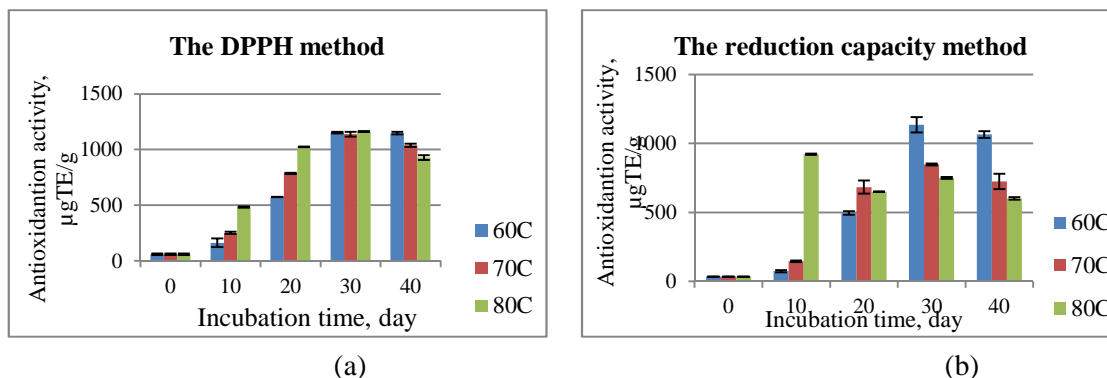 The DPPH method
Antioxidantion activity,
µgTE/g
1500
1000
500
0
0 10 20 30 40
Incubation time, day
60C
70C
80C
(a)
The reduction capacity method
Antioxidantion activity,
µgTE/g
1500
1000
500
0
0 10 20 30 40
Incubation time, day
60C
70C
80C
(b)